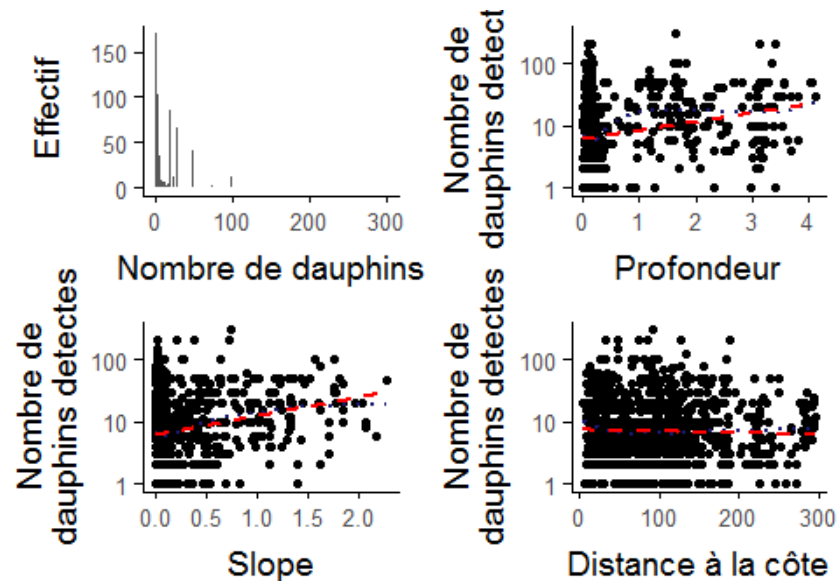 Effectif
150
100
50
0
0 100 200 300
Nombre de dauphins
Nombre de
dauphins detect
100
10
1
0 1 2 3 4
Profondeur
Nombre de
dauphins detectes
100
10
1
0.0 0.5 1.0 1.5 2.0
Slope
Nombre de
dauphins detectes
100
10
1
0 100 200 300
Distance à la côte